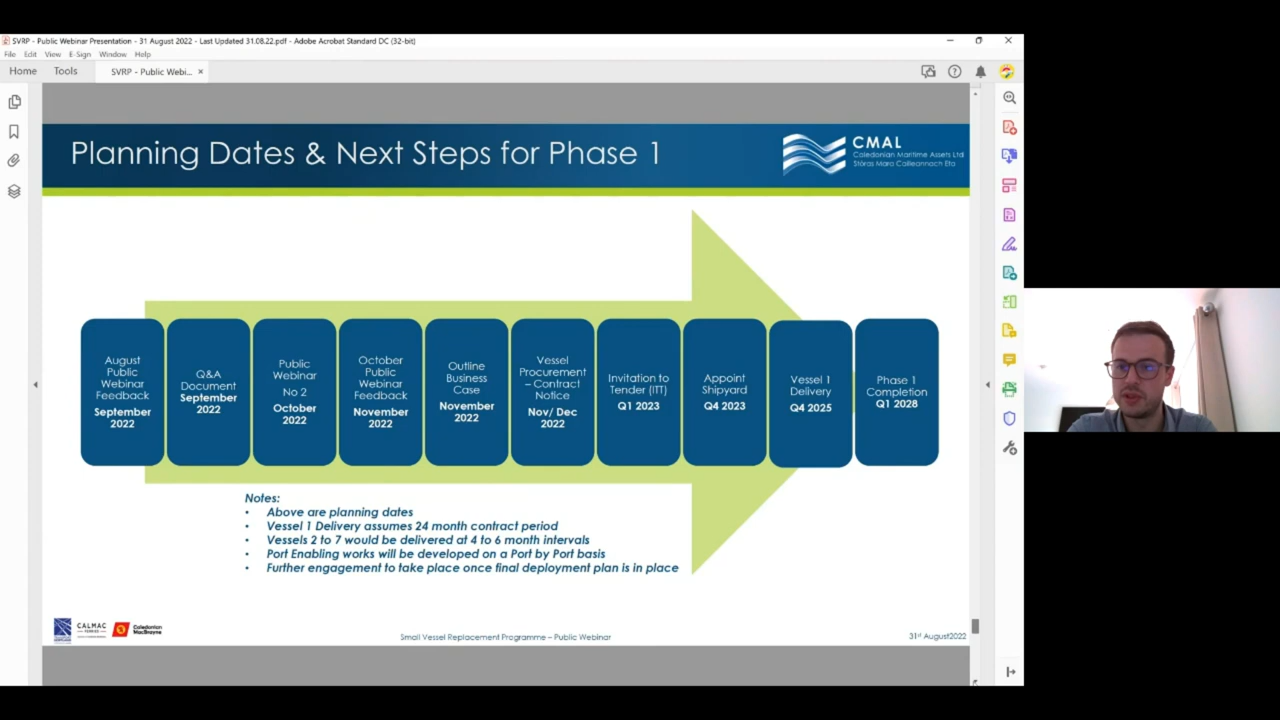 SVRP - Public Webinar Presentation - 31 August 2022 - Last Updated 31.08.22.pdf - Adobe Acrobat Standard DC (32-bit)
File Edit View E-Sign Window Help
Home Tools SVRP - Public Webi... ×
Planning Dates & Next Steps for Phase 1
CMAL
Caledonian Maritime Assets Ltd
Stòras Mara Cailleannach Eta
August
Public
Webinar
Feedback
September
2022
Q&A
Document
September
2022
Public
Webinar
No 2
October
2022
October
Public
Webinar
Feedback
November
2022
Outline
Business
Case
November
2022
Vessel
Procurement
– Contract
Notice
Nov/ Dec
2022
Invitation to
Tender (ITT)
Q1 2023
Appoint
Shipyard
Q4 2023
Vessel 1
Delivery
Q4 2025
Phase 1
Completion
Q1 2028
Notes:
• Above are planning dates
• Vessel 1 Delivery assumes 24 month contract period
• Vessels 2 to 7 would be delivered at 4 to 6 month intervals
• Port Enabling works will be developed on a Port by Port basis
• Further engagement to take place once final deployment plan is in place
CALMAC
FERRIES
Caledonian
MacBrayne
Small Vessel Replacement Programme – Public Webinar
31st August2022